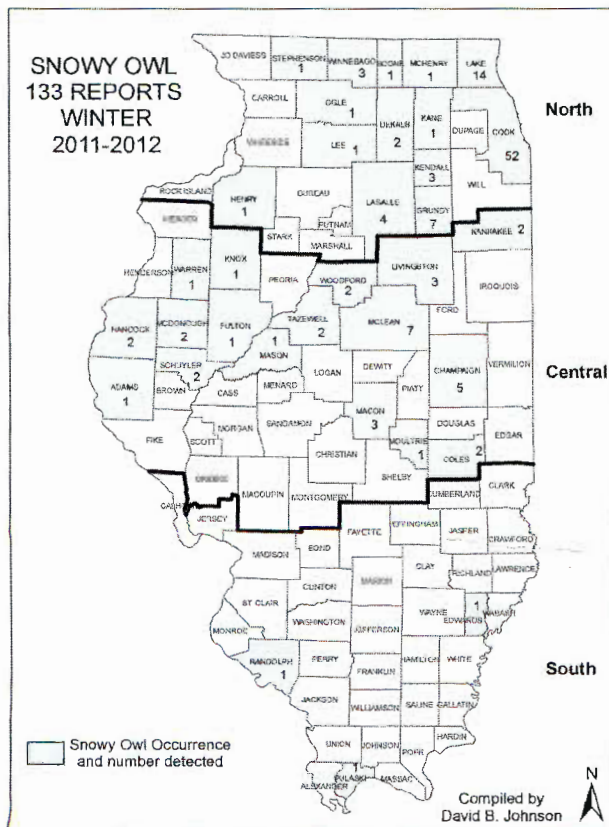 SNOWY OWL
133 REPORTS
WINTER
2011-2012
JO DAVIESS
STEPHENSON
1
WINNEBAGO
3
BOONE
1
MCHENRY
1
LAKE
14
CARROLL
OGLE
1
DEKALB
2
KANE
1
DUPAGE
COOK
52
North
LEE
1
KENDALL
3
WILL
ROCK ISLAND
HENRY
1
BUREAU
PUTNAM
LASALLE
4
GRUNDY
7
KANKAKEE 2
STARK
MARSHALL
HENDERSON
WARREN
1
KNOX
1
PEORIA
WOODFORD
2
LIVINGSTON
3
IROQUOIS
HANCOCK
2
MCDONOUGH
2
FULTON
1
TAZEWELL
2
MCLEAN
7
FORD
1
MASON
SCHUYLER
2
ADAMS
1
BROWN
CASS
MENARD
LOGAN
DEWITT
PIATT
CHAMPAIGN
5
VERMILION
Central
MACON
3
PIKE
SCOTT
MORGAN
SANGAMON
CHRISTIAN
MOULTRIE
1
DOUGLAS
COLES
2
EDGAR
SHELBY
CALHOUN
JERSEY
MACOUPIN
MONTGOMERY
CUMBERLAND
CLARK
FAYETTE
EFFINGHAM
JASPER
CRAWFORD
MADISON
BOND
CLAY
RICHLAND
LAWRENCE
ST CLAIR
CLINTON
WAYNE
1
EDWARDS
WABASH
MONROE
WASHINGTON
JEFFERSON
RANDOLPH
1
PERRY
FRANKLIN
HAMILTON
WHITE
South
JACKSON
WILLIAMSON
SALINE
GALLATIN
UNION
JOHNSON
POPE
HARDIN
ALEXANDER
1
PULASKI
MASSAC
Snowy Owl Occurrence
and number detected
N
Compiled by
David B. Johnson